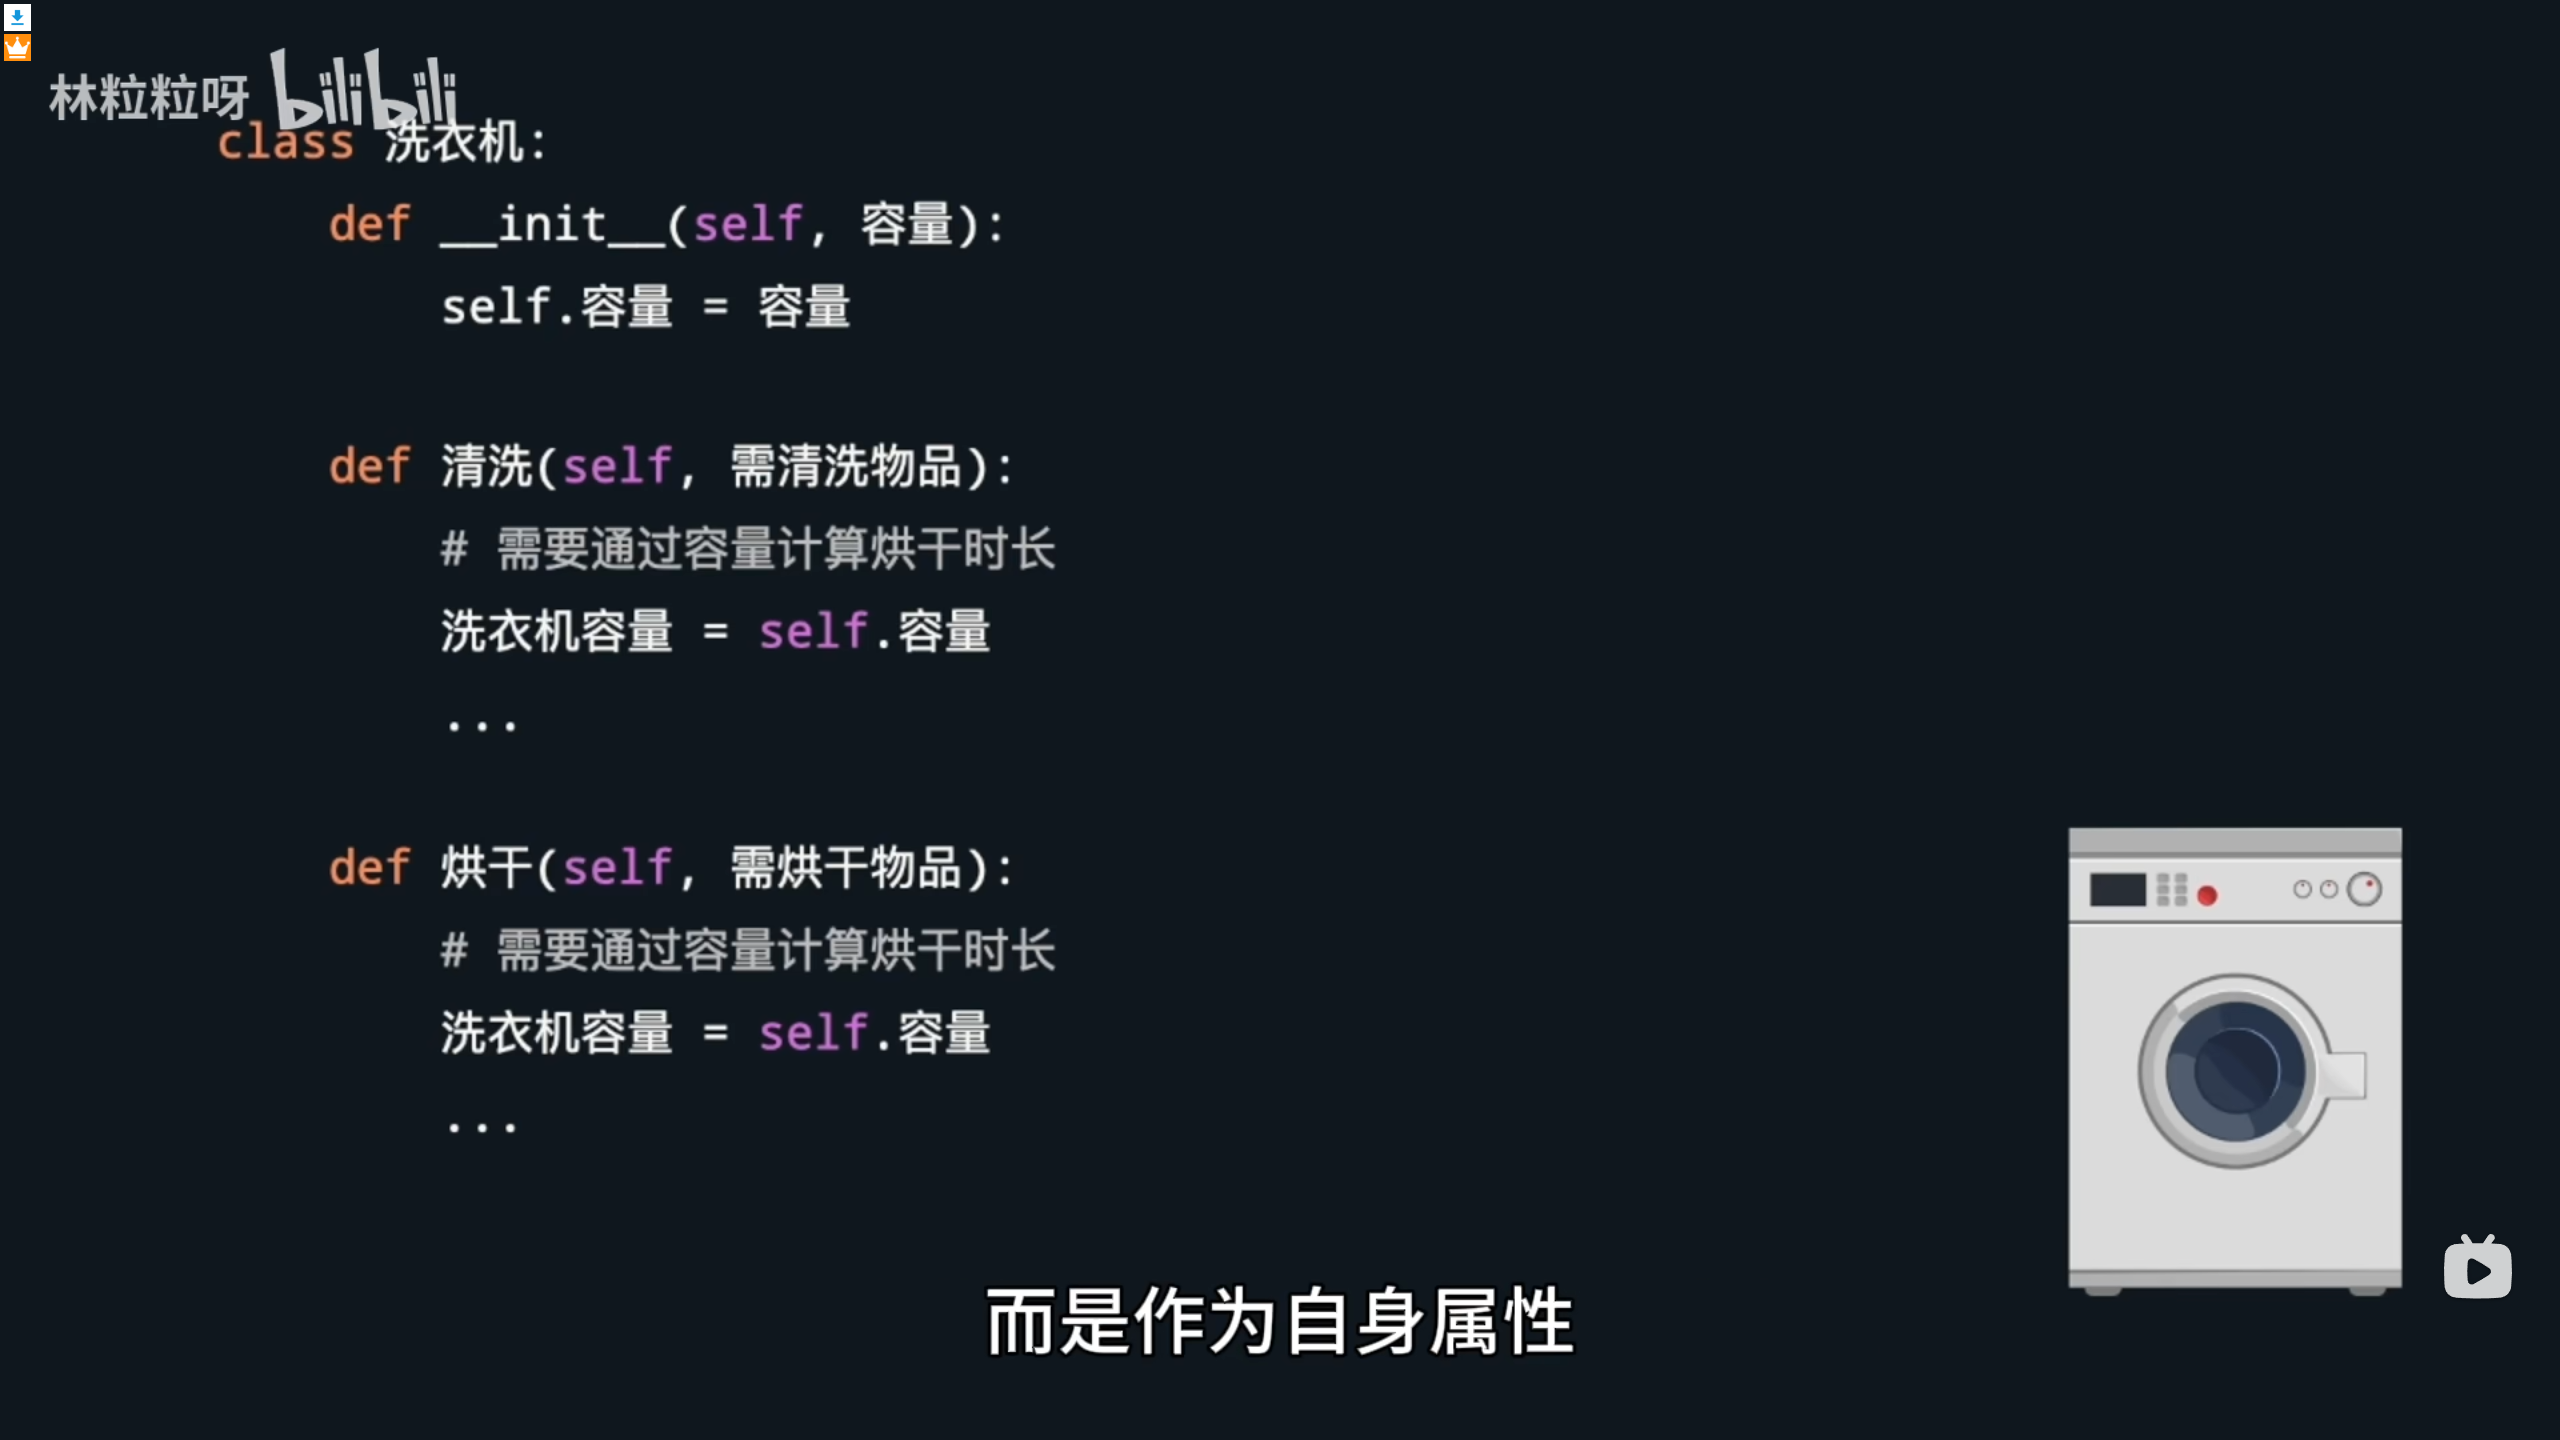 林粒粒呀 bilibili
class 洗衣机:
def __init__(self, 容量):
self.容量 = 容量
def 清洗(self, 需清洗物品):
# 需要通过容量计算烘干时长
洗衣机容量 = self.容量
...
def 烘干(self, 需烘干物品):
# 需要通过容量计算烘干时长
洗衣机容量 = self.容量
...
而是作为自身属性